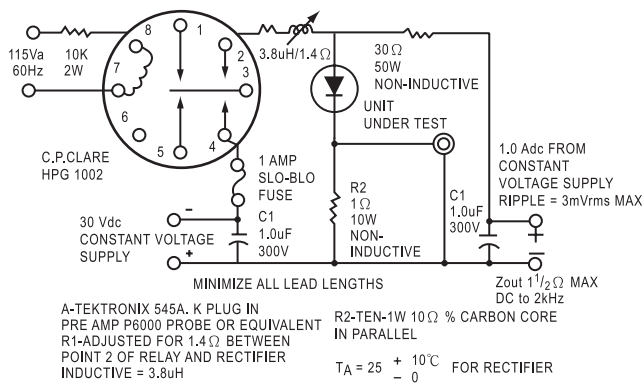 115Va
60Hz
10K
2W
8
1
2
3
7
6
5
4
C.P.CLARE
HPG 1002
3.8uH/1.4Ω
30Ω
50W
NON-INDUCTIVE
UNIT
UNDER TEST
1 AMP
SLO-BLO
FUSE
R2
1Ω
10W
NON-
INDUCTIVE
C1
1.0uF
300V
1.0 Adc FROM
CONSTANT
VOLTAGE SUPPLY
RIPPLE = 3mVrms MAX
30 Vdc
CONSTANT VOLTAGE
SUPPLY
−
+
C1
1.0uF
300V
+
−
MINIMIZE ALL LEAD LENGTHS
Zout 1 1/2 Ω MAX
DC to 2kHz
A-TEKTRONIX 545A. K PLUG IN
PRE AMP P6000 PROBE OR EQUIVALENT
R1-ADJUSTED FOR 1.4Ω BETWEEN
POINT 2 OF RELAY AND RECTIFIER
INDUCTIVE = 3.8uH
R2-TEN-1W 10Ω % CARBON CORE
IN PARALLEL
TA = 25 + 10℃ − 0 FOR RECTIFIER